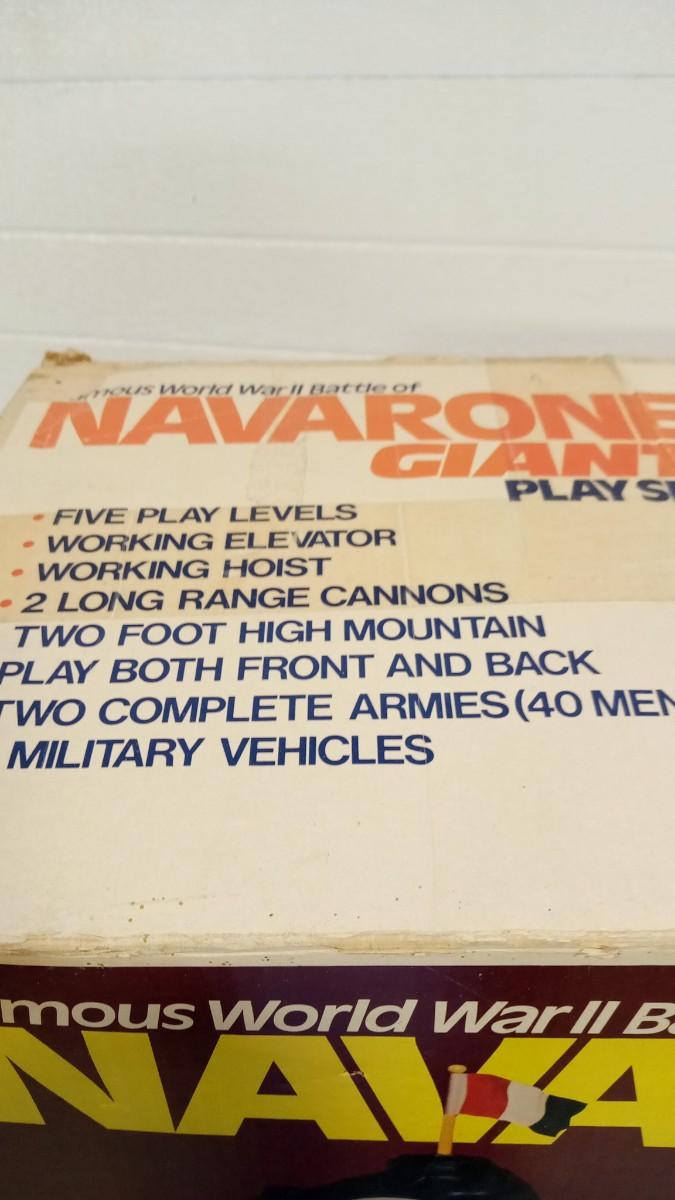 mous World War II Battle of
NAVARONE
GIANT
PLAY S
• FIVE PLAY LEVELS
• WORKING ELEVATOR
• WORKING HOIST
• 2 LONG RANGE CANNONS
TWO FOOT HIGH MOUNTAIN
PLAY BOTH FRONT AND BACK
TWO COMPLETE ARMIES (40 MEN
MILITARY VEHICLES
mous World War II Ba
NAVA